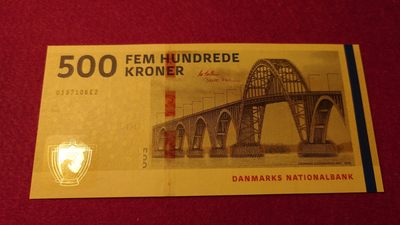 500 FEM HUNDREDE
KRONER
DANMARKS NATIONALBANK